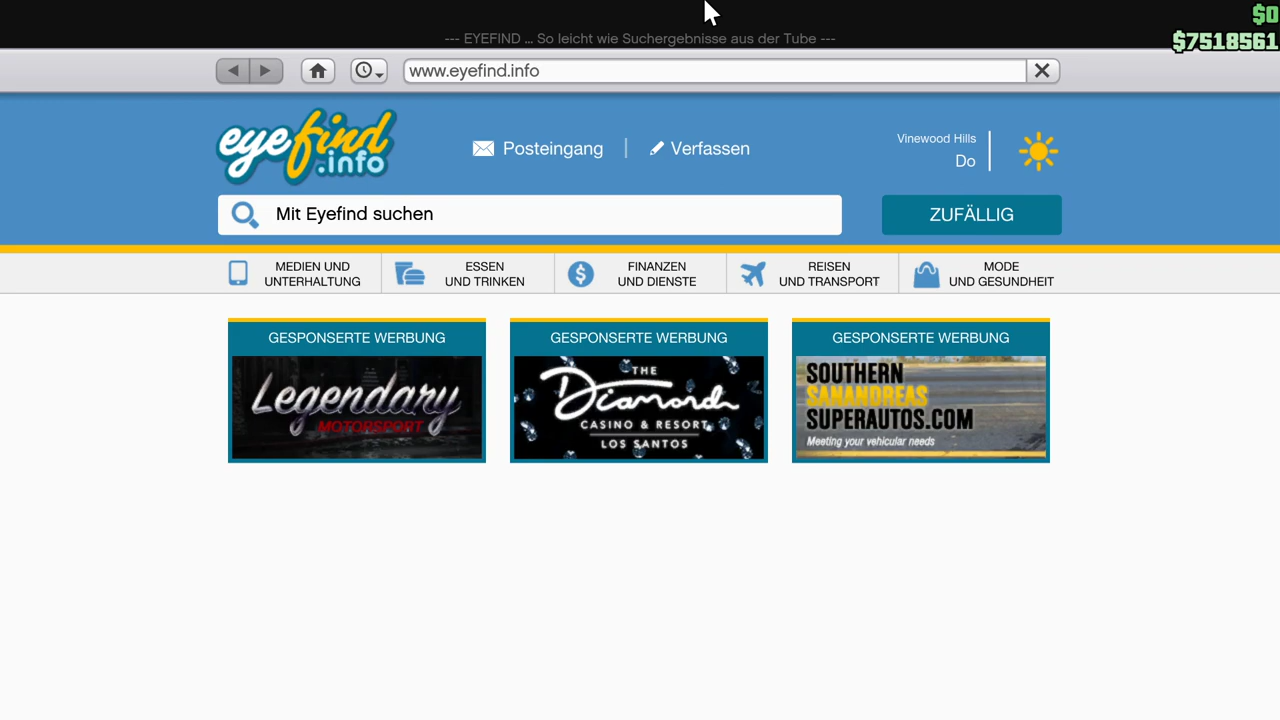 $0
--- EYEFIND ... So leicht wie Suchergebnisse aus der Tube ---
$7518561
www.eyefind.info
eyefind.info
Posteingang | Verfassen
Vinewood Hills
Do
Mit Eyefind suchen
ZUFÄLLIG
MEDIEN UND
UNTERHALTUNG
ESSEN
UND TRINKEN
FINANZEN
UND DIENSTE
REISEN
UND TRANSPORT
MODE
UND GESUNDHEIT
GESPONSERTE WERBUNG
Legendary
MOTORSPORT
GESPONSERTE WERBUNG
THE
Diamond
CASINO & RESORT
LOS SANTOS
GESPONSERTE WERBUNG
SOUTHERN
SANANDREAS
SUPERAUTOS.COM
Meeting your vehicular needs